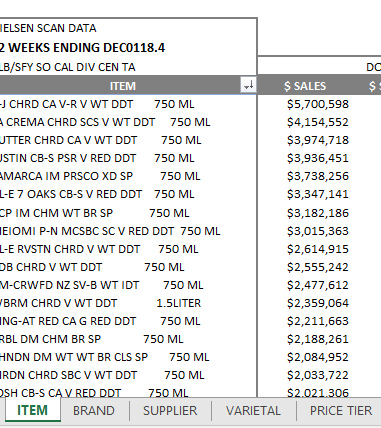 IELSEN SCAN DATA
2 WEEKS ENDING DEC0118.4
LB/SFY SO CAL DIV CEN TA DO
ITEM $ SALES $ S
-J CHRD CA V-R V WT DDT 750 ML $5,700,598
A CREMA CHRD SCS V WT DDT 750 ML $4,154,552
UTTER CHRD CA V WT DDT 750 ML $3,974,718
USTIN CB-S PSR V RED DDT 750 ML $3,936,451
AMARCA IM PRSCO XD SP 750 ML $3,738,256
L-E 7 OAKS CB-S V RED DDT 750 ML $3,347,141
CP IM CHM WT BR SP 750 ML $3,182,186
IEIOMI P-N MCSBC SC V RED DDT 750 ML $3,015,363
L-E RVSTN CHRD V WT DDT 750 ML $2,614,915
DB CHRD V WT DDT 750 ML $2,555,242
M-CRWFD NZ SV-B WT IDT 750 ML $2,477,612
/BRM CHRD V WT DDT 1.5LITER $2,359,064
ING-AT RED CA G RED DDT 750 ML $2,211,663
RBL DM CHM BR SP 750 ML $2,188,261
HNDN DM WT WT BR CLS SP 750 ML $2,084,952
IRDN CHRD SBC V WT DDT 750 ML $2,033,722
OSH CB-S CA V RED DDT 750 ML $2,021,306
ITEM BRAND SUPPLIER VARIETAL PRICE TIER